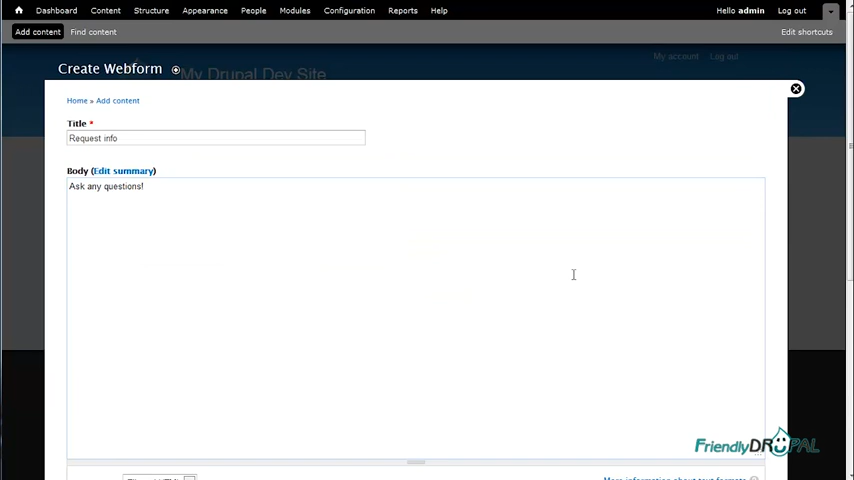 Dashboard Content Structure Appearance People Modules Configuration Reports Help Hello admin Log out
Add content Find content Edit shortcuts
My account Log out
Create Webform My Drupal Dev Site
Home » Add content
Title *
Request info
Body (Edit summary)
Ask any questions!
FriendlyDRUPAL
More information about text formats